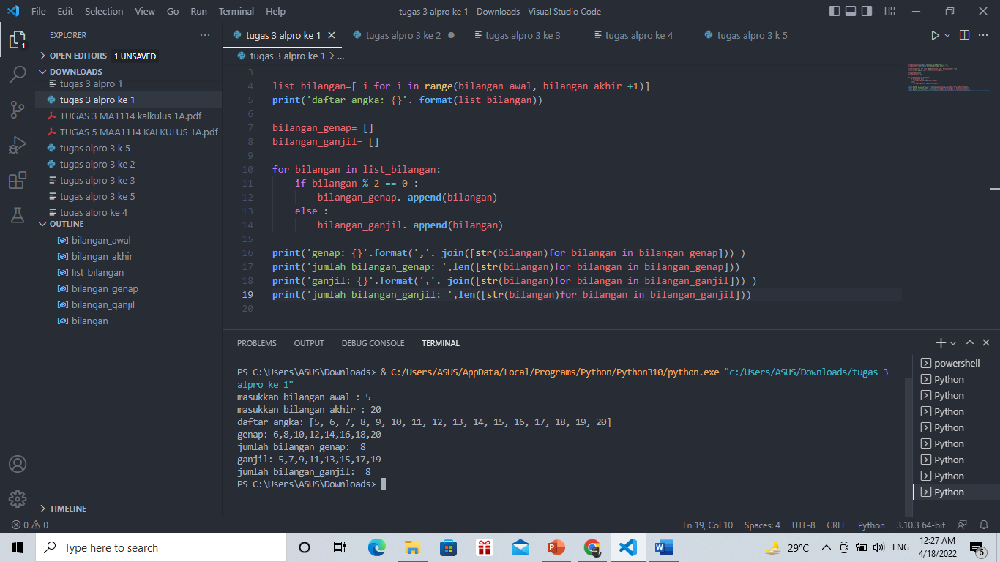 File Edit Selection View Go Run Terminal Help
tugas 3 alpro ke 1 - Downloads - Visual Studio Code
EXPLORER
OPEN EDITORS 1 UNSAVED
DOWNLOADS
tugas 3 alpro 1
tugas 3 alpro ke 1
TUGAS 3 MA1114 kalkulus 1A.pdf
TUGAS 5 MAA1114 KALKULUS 1A.pdf
tugas alpro 3 k 5
tugas alpro 3 ke 2
tugas alpro 3 ke 3
tugas alpro 3 ke 5
tugas alpro ke 4
OUTLINE
bilangan_awal
bilangan_akhir
list_bilangan
bilangan_genap
bilangan_ganjil
bilangan
TIMELINE
1
tugas 3 alpro ke 1
tugas alpro 3 ke 2
tugas alpro 3 ke 3
tugas alpro ke 4
tugas alpro 3 k 5
tugas 3 alpro ke 1 > ...
3
4 list_bilangan=[ i for i in range(bilangan_awal, bilangan_akhir +1)]
5 print('daftar angka: {}'. format(list_bilangan))
6
7 bilangan_genap= []
8 bilangan_ganjil= []
9
10 for bilangan in list_bilangan:
11 if bilangan % 2 == 0 :
12 bilangan_genap. append(bilangan)
13 else :
14 bilangan_ganjil. append(bilangan)
15
16 print('genap: {}'.format(','. join([str(bilangan)for bilangan in bilangan_genap])) )
17 print('jumlah bilangan_genap: ',len([str(bilangan)for bilangan in bilangan_genap]))
18 print('ganjil: {}'.format(','. join([str(bilangan)for bilangan in bilangan_ganjil])) )
19 print('jumlah bilangan_ganjil: ',len([str(bilangan)for bilangan in bilangan_ganjil]))
20
PROBLEMS OUTPUT DEBUG CONSOLE TERMINAL
PS C:\Users\ASUS\Downloads> & C:/Users/ASUS/AppData/Local/Programs/Python/Python310/python.exe "c:/Users/ASUS/Downloads/tugas 3
alpro ke 1"
masukkan bilangan awal : 5
masukkan bilangan akhir : 20
daftar angka: [5, 6, 7, 8, 9, 10, 11, 12, 13, 14, 15, 16, 17, 18, 19, 20]
genap: 6,8,10,12,14,16,18,20
jumlah bilangan_genap:  8
ganjil: 5,7,9,11,13,15,17,19
jumlah bilangan_ganjil:  8
PS C:\Users\ASUS\Downloads>
powershell
Python
Python
Python
Python
Python
Python
Python
Python
0 0
Ln 19, Col 10 Spaces: 4 UTF-8 CRLF Python 3.10.3 64-bit
Type here to search
29°C
ENG
12:27 AM
4/18/2022
6